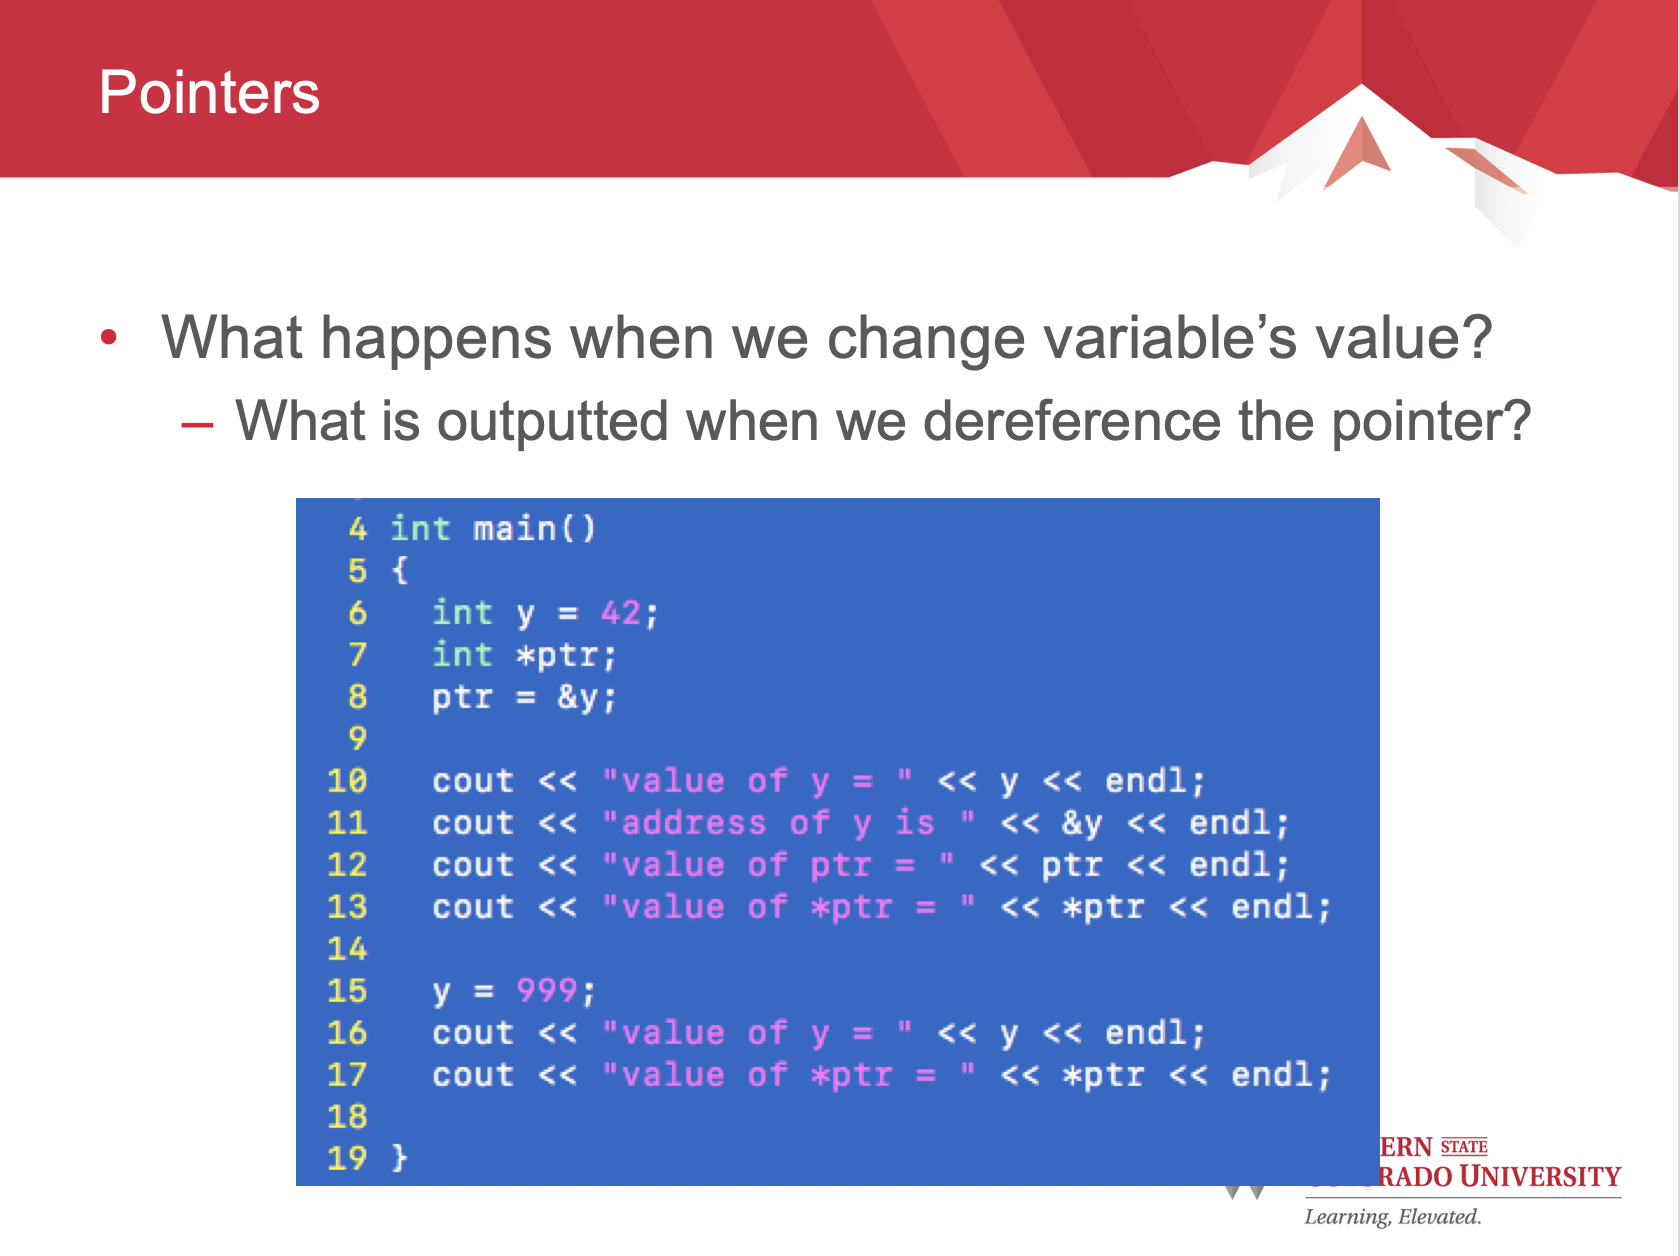 Pointers
• What happens when we change variable’s value?
– What is outputted when we dereference the pointer?
4 int main()
5 {
6   int y = 42;
7   int *ptr;
8   ptr = &y;
9
10   cout << "value of y = " << y << endl;
11   cout << "address of y is " << &y << endl;
12   cout << "value of ptr = " << ptr << endl;
13   cout << "value of *ptr = " << *ptr << endl;
14
15   y = 999;
16   cout << "value of y = " << y << endl;
17   cout << "value of *ptr = " << *ptr << endl;
18
19 }
ERN STATE
RADO UNIVERSITY
Learning, Elevated.